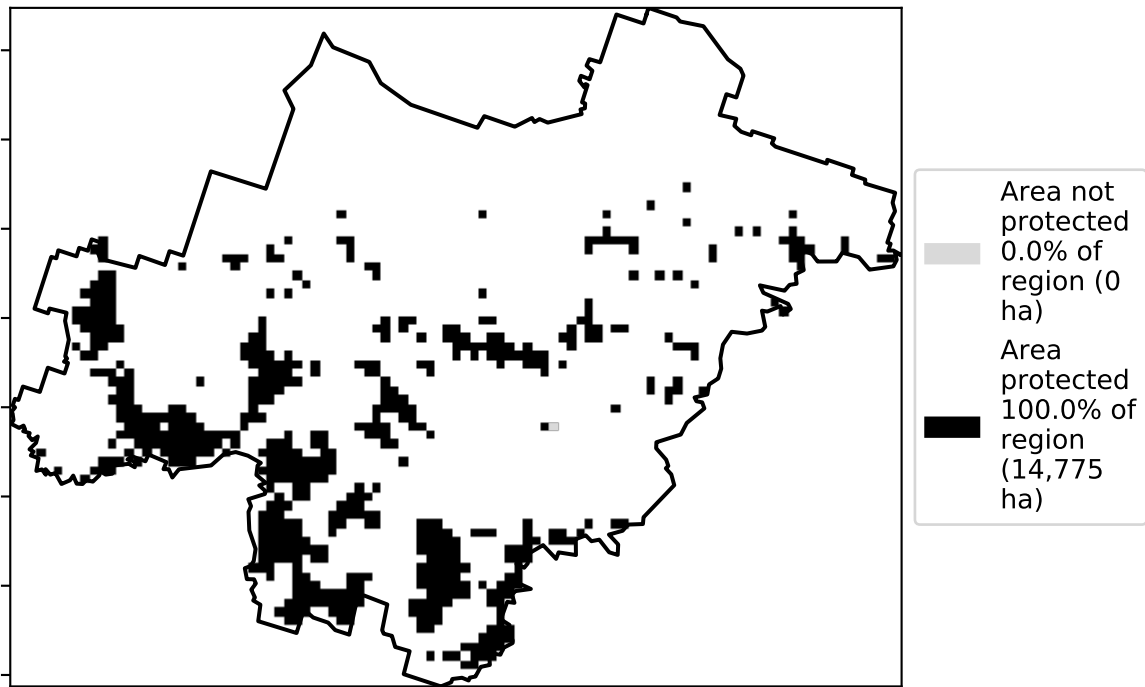 Area not
protected
0.0% of
region (0
ha)
Area
protected
100.0% of
region
(14,775
ha)